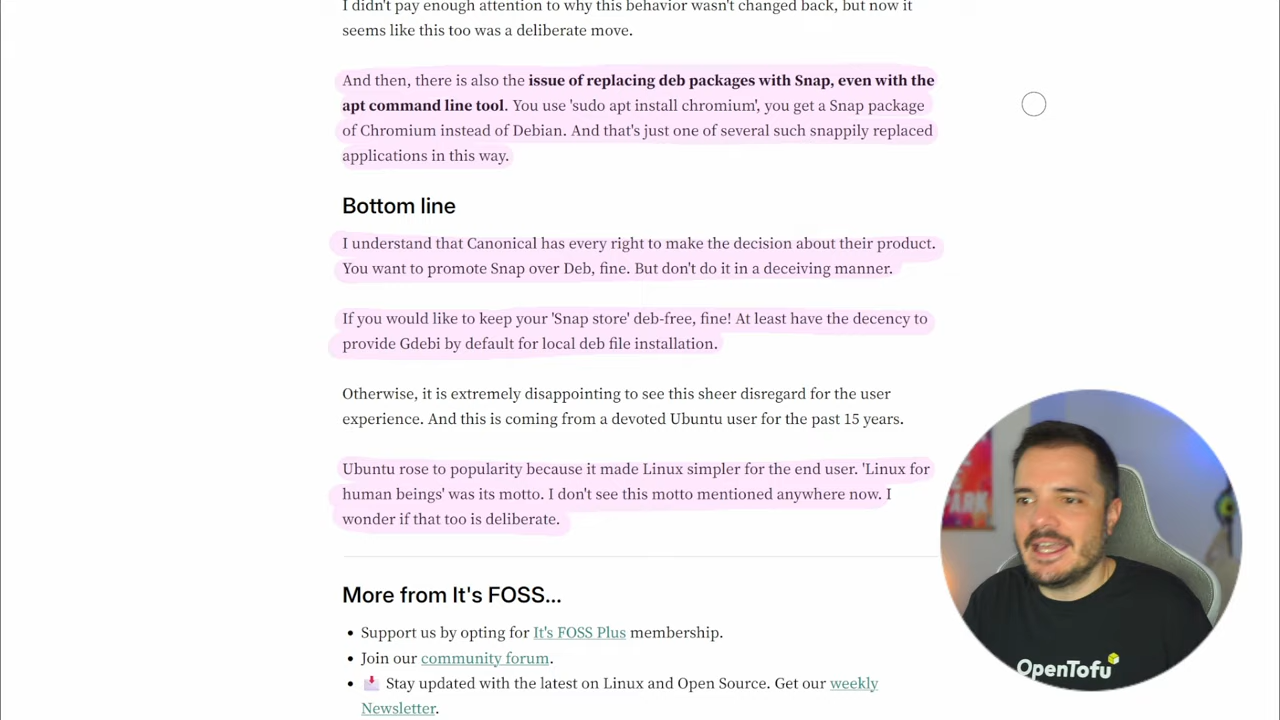 I didn't pay enough attention to why this behavior wasn't changed back, but now it
seems like this too was a deliberate move.
And then, there is also the issue of replacing deb packages with Snap, even with the
apt command line tool. You use 'sudo apt install chromium', you get a Snap package
of Chromium instead of Debian. And that's just one of several such snappily replaced
applications in this way.
Bottom line
I understand that Canonical has every right to make the decision about their product.
You want to promote Snap over Deb, fine. But don't do it in a deceiving manner.
If you would like to keep your 'Snap store' deb-free, fine! At least have the decency to
provide Gdebi by default for local deb file installation.
Otherwise, it is extremely disappointing to see this sheer disregard for the user
experience. And this is coming from a devoted Ubuntu user for the past 15 years.
Ubuntu rose to popularity because it made Linux simpler for the end user. 'Linux for
human beings' was its motto. I don't see this motto mentioned anywhere now. I
wonder if that too is deliberate.
More from It's FOSS...
• Support us by opting for It's FOSS Plus membership.
• Join our community forum.
• 📩 Stay updated with the latest on Linux and Open Source. Get our weekly
Newsletter.
OpenTofu